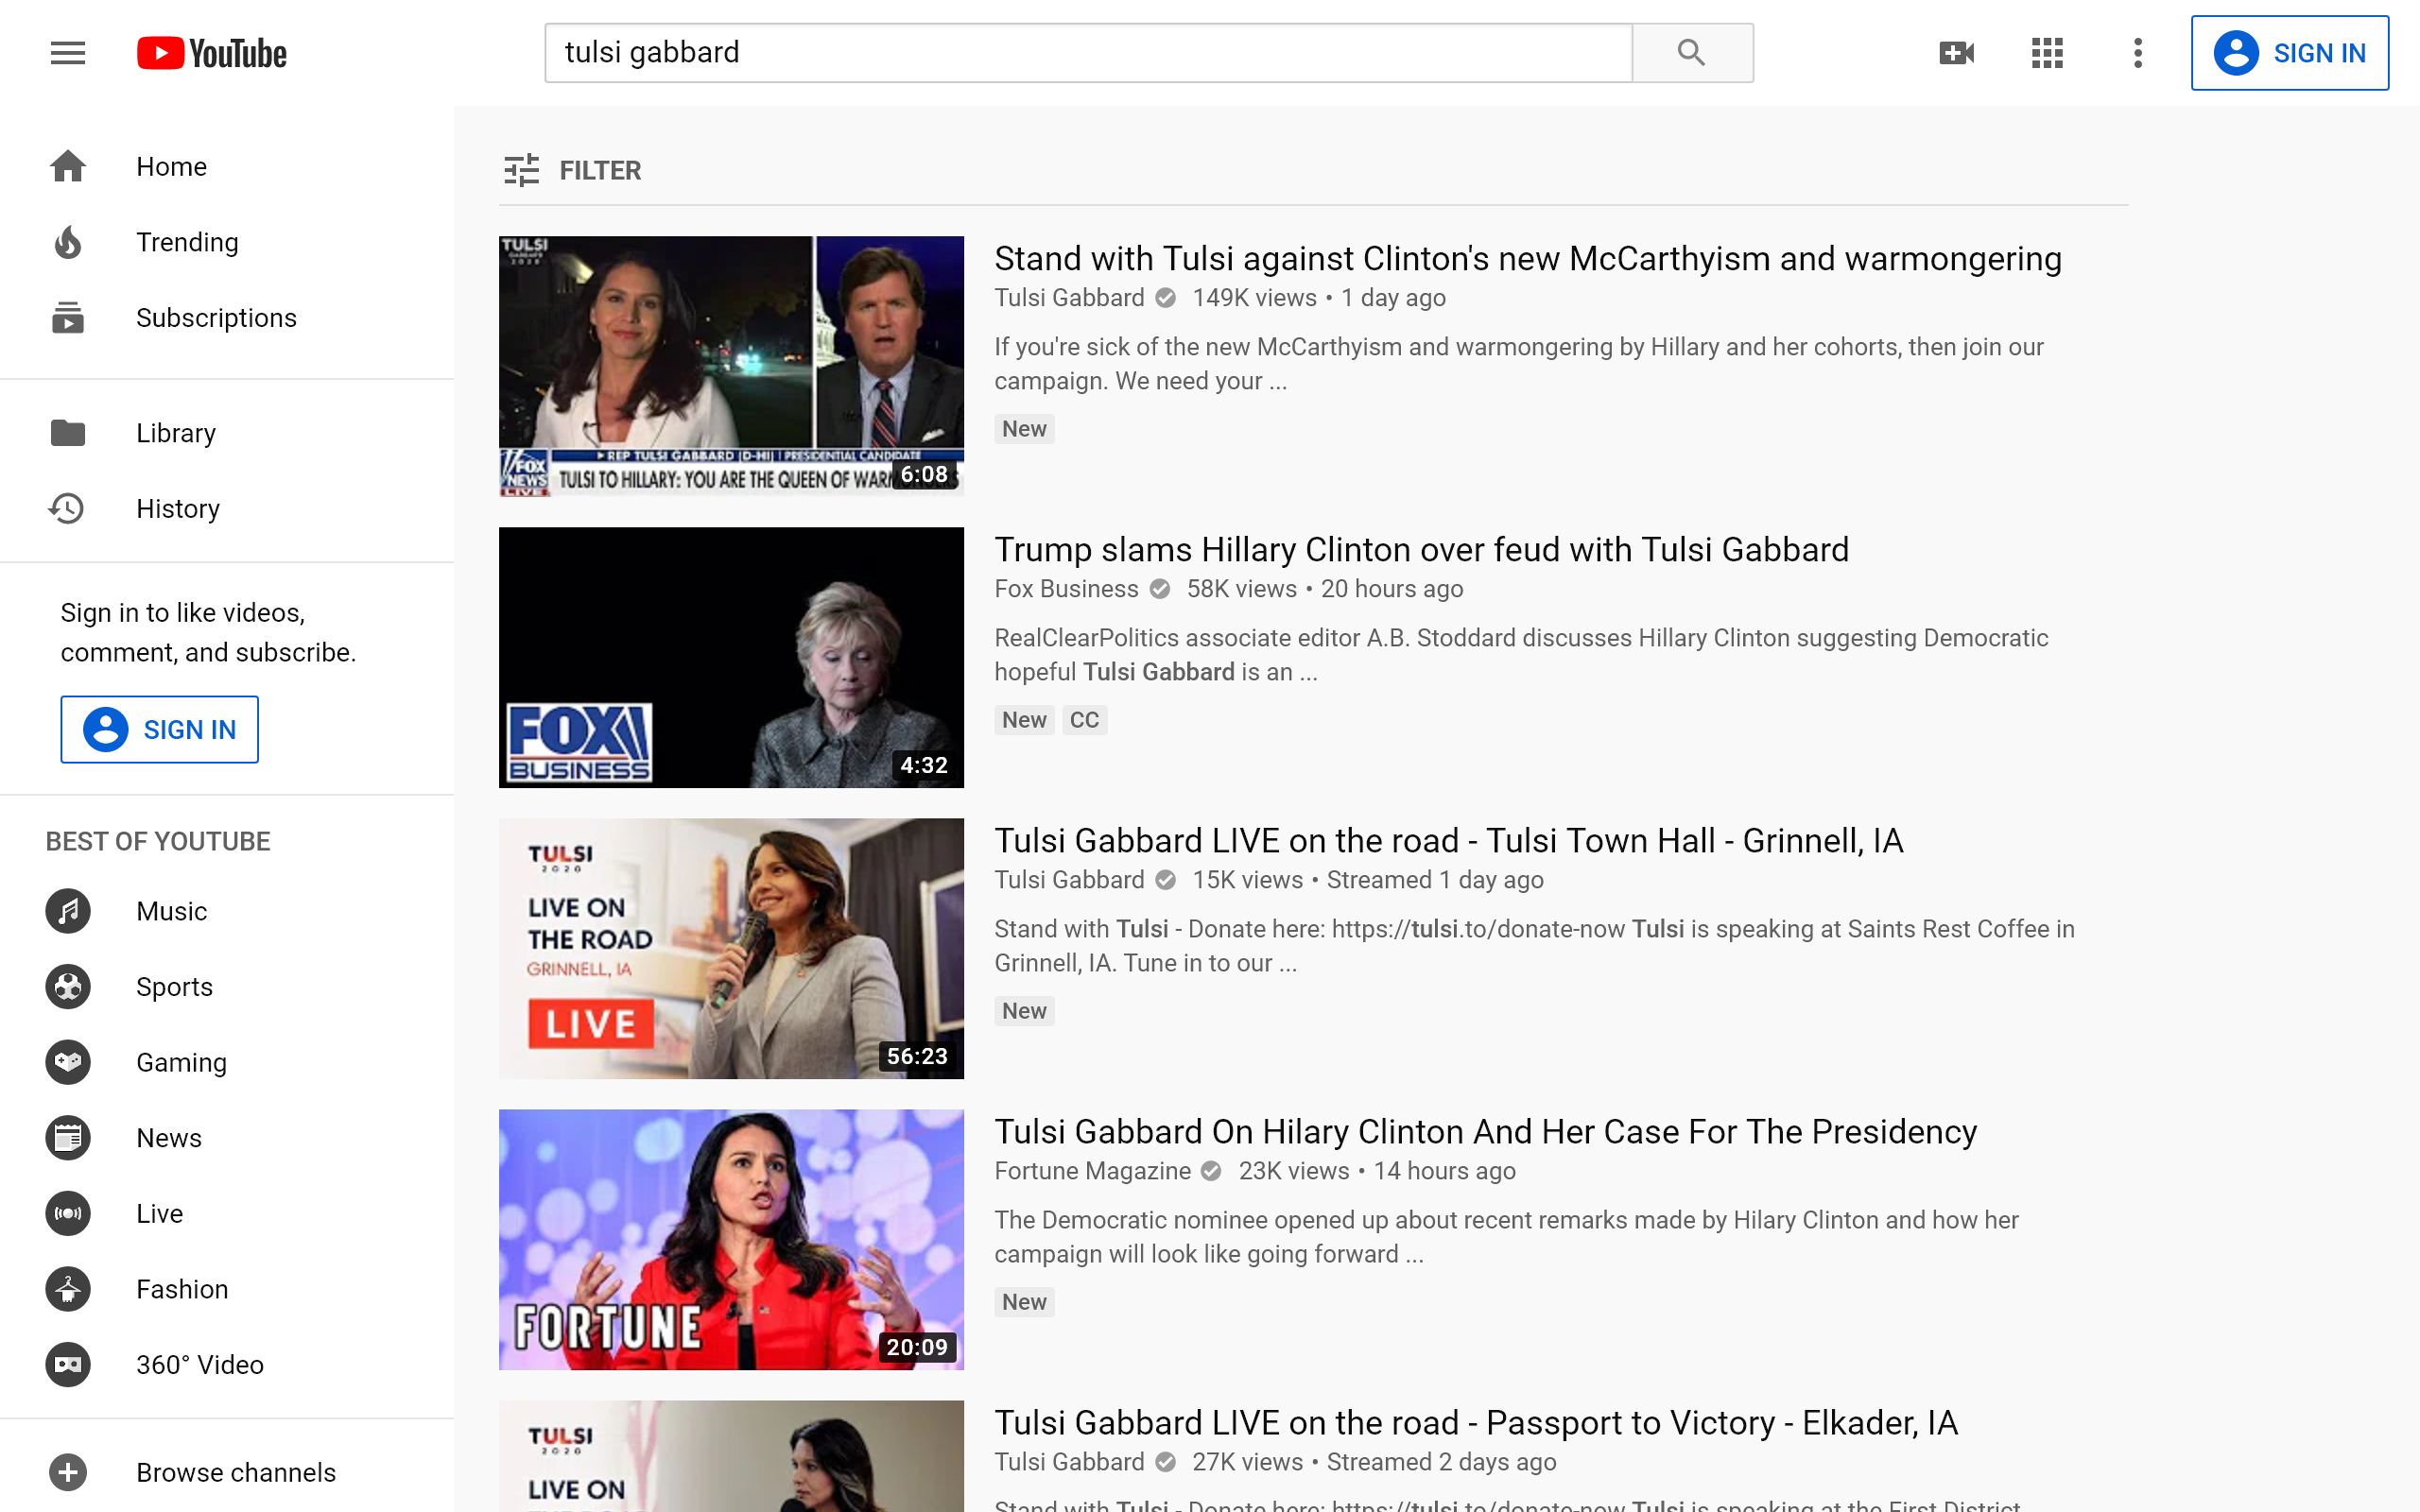 YouTube
tulsi gabbard
SIGN IN
Home
Trending
Subscriptions
Library
History
Sign in to like videos,
comment, and subscribe.
SIGN IN
BEST OF YOUTUBE
Music
Sports
Gaming
News
Live
Fashion
360° Video
Browse channels
FILTER
TULSI
2020
REP TULSI GABBARD (D-HI) | PRESIDENTIAL CANDIDATE
FOX
NEWS
LIVE
TULSI TO HILLARY: YOU ARE THE QUEEN OF
6:08
Stand with Tulsi against Clinton's new McCarthyism and warmongering
Tulsi Gabbard 149K views • 1 day ago
If you're sick of the new McCarthyism and warmongering by Hillary and her cohorts, then join our
campaign. We need your ...
New
FOX
BUSINESS
4:32
Trump slams Hillary Clinton over feud with Tulsi Gabbard
Fox Business 58K views • 20 hours ago
RealClearPolitics associate editor A.B. Stoddard discusses Hillary Clinton suggesting Democratic
hopeful Tulsi Gabbard is an ...
New CC
TULSI
2020
LIVE ON
THE ROAD
GRINNELL, IA
LIVE
56:23
Tulsi Gabbard LIVE on the road - Tulsi Town Hall - Grinnell, IA
Tulsi Gabbard 15K views • Streamed 1 day ago
Stand with Tulsi - Donate here: https://tulsi.to/donate-now Tulsi is speaking at Saints Rest Coffee in
Grinnell, IA. Tune in to our ...
New
FORTUNE
20:09
Tulsi Gabbard On Hilary Clinton And Her Case For The Presidency
Fortune Magazine 23K views • 14 hours ago
The Democratic nominee opened up about recent remarks made by Hilary Clinton and how her
campaign will look like going forward ...
New
TULSI
2020
LIVE ON
Tulsi Gabbard LIVE on the road - Passport to Victory - Elkader, IA
Tulsi Gabbard 27K views • Streamed 2 days ago
Stand with Tulsi - Donate here: https://tulsi.to/donate-now Tulsi is speaking at the First District